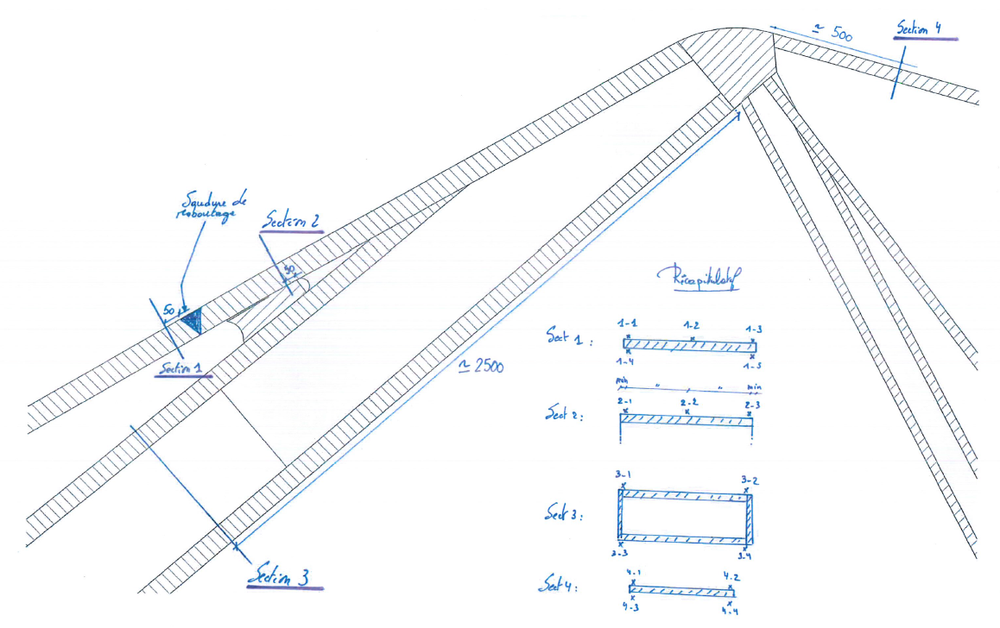 Section 4
≃ 500
Soudure de
raboutage
Section 2
50
50
Section 1
≃ 2500
Section 3
Récapitulatif
Sect 1 :
1-1
1-2
1-3
1-4
1-5
min
"
"
min
Sect 2 :
2-1
2-2
2-3
Sect 3 :
3-1
3-2
3-3
3-4
Sect 4 :
4-1
4-2
4-3
4-4